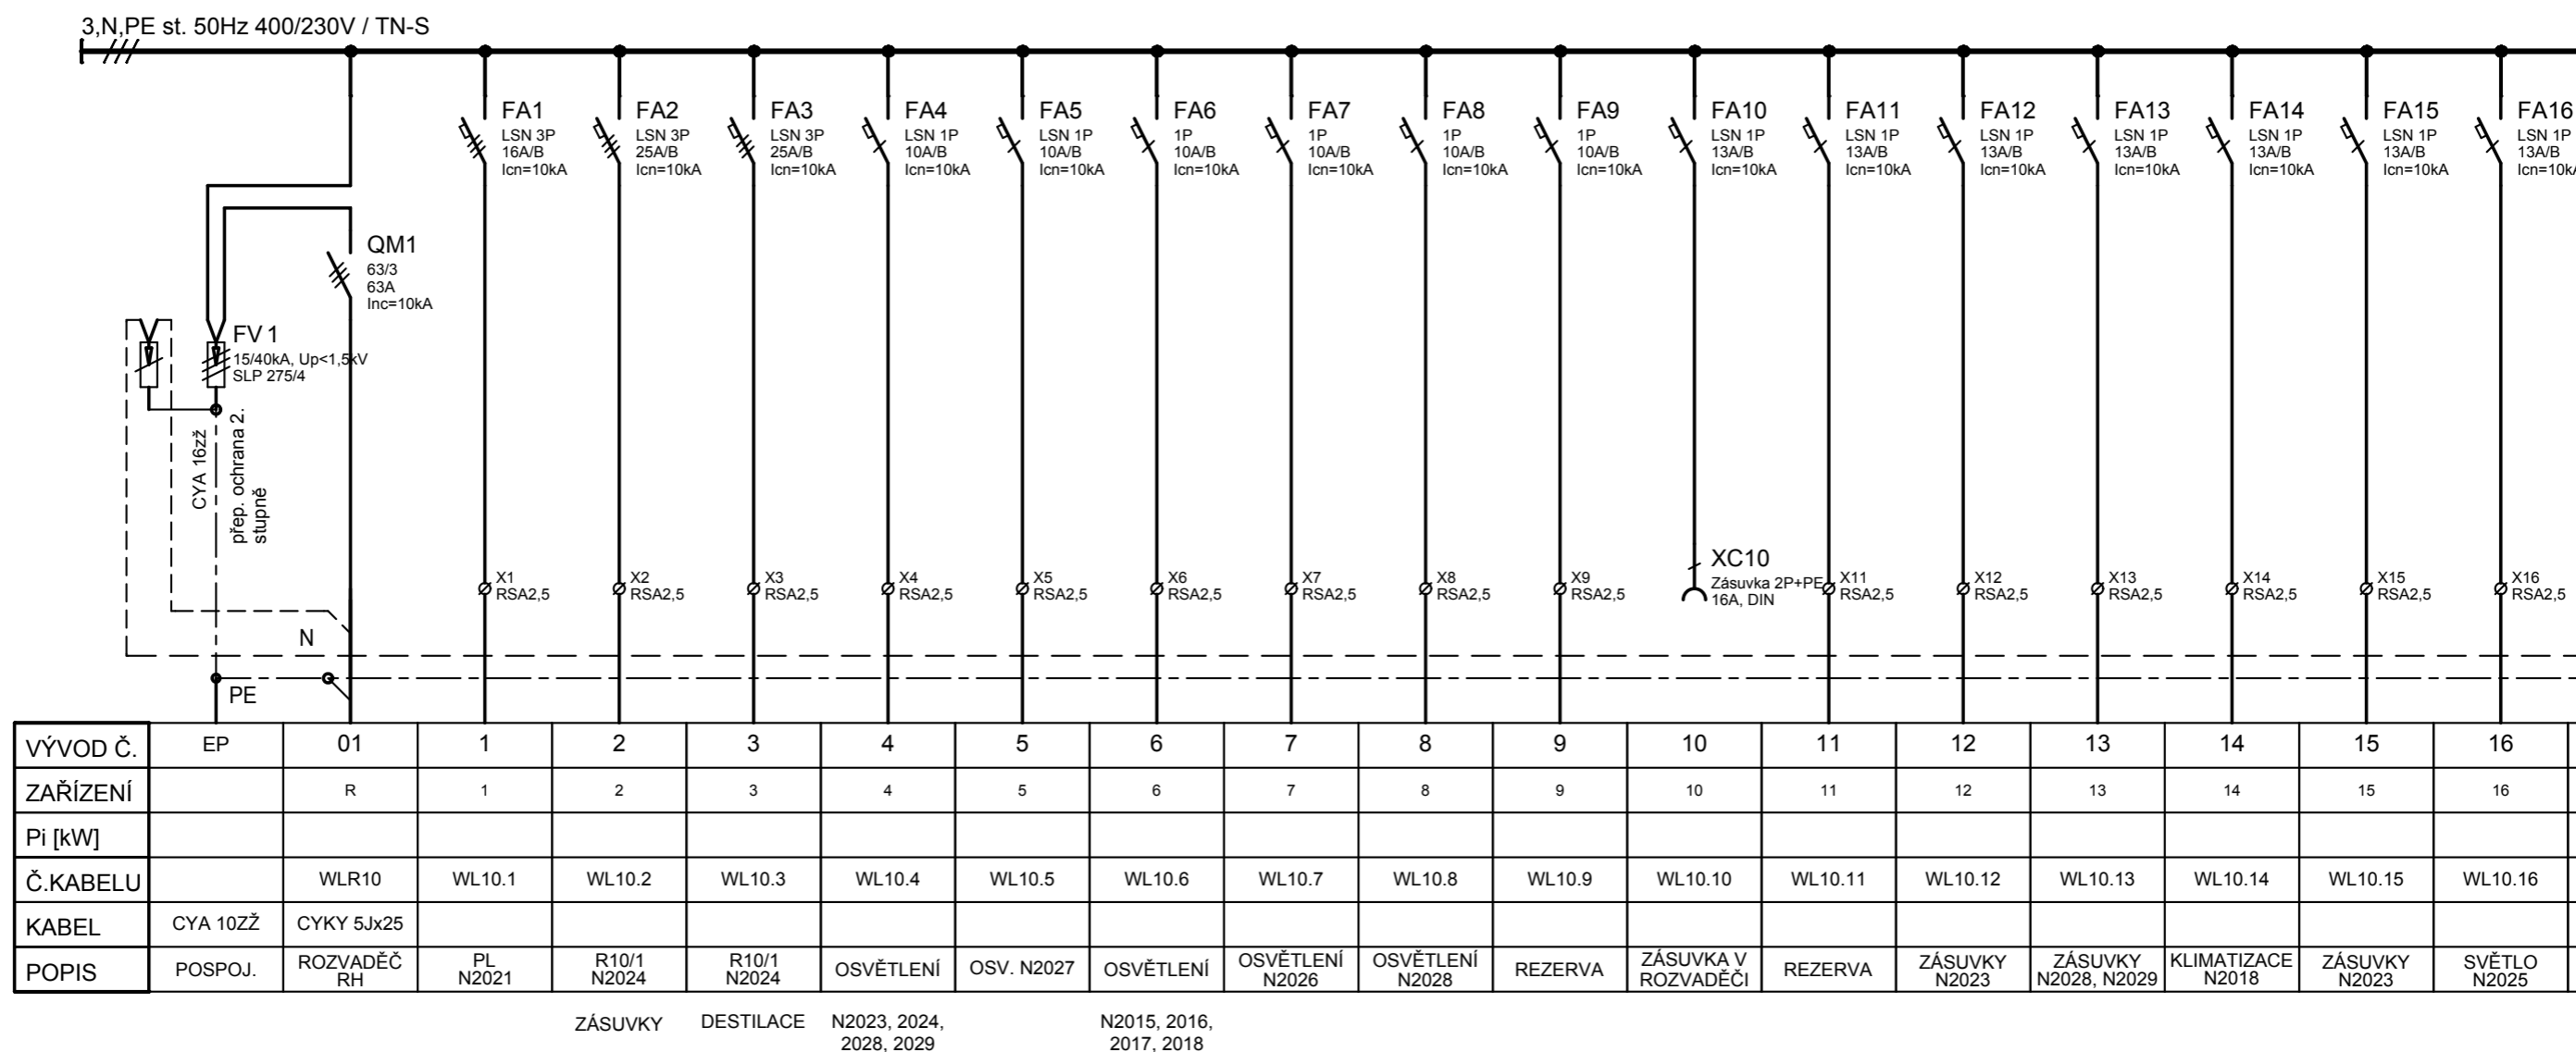 3,N,PE st. 50Hz 400/230V / TN-S
FA1
LSN 3P
16A/B
Icn=10kA
FA2
LSN 3P
25A/B
Icn=10kA
FA3
LSN 3P
25A/B
Icn=10kA
FA4
LSN 1P
10A/B
Icn=10kA
FA5
LSN 1P
10A/B
Icn=10kA
FA6
1P
10A/B
Icn=10kA
FA7
1P
10A/B
Icn=10kA
FA8
1P
10A/B
Icn=10kA
FA9
1P
10A/B
Icn=10kA
FA10
LSN 1P
13A/B
Icn=10kA
FA11
LSN 1P
13A/B
Icn=10kA
FA12
LSN 1P
13A/B
Icn=10kA
FA13
LSN 1P
13A/B
Icn=10kA
FA14
LSN 1P
13A/B
Icn=10kA
FA15
LSN 1P
13A/B
Icn=10kA
FA16
LSN 1P
13A/B
Icn=10kA
QM1
63/3
63A
Inc=10kA
FV 1
15/40kA, Up<1,5kV
SLP 275/4
CYA 16zž
přep. ochrana 2.
stupně
X1
RSA2,5
X2
RSA2,5
X3
RSA2,5
X4
RSA2,5
X5
RSA2,5
X6
RSA2,5
X7
RSA2,5
X8
RSA2,5
X9
RSA2,5
XC10
Zásuvka 2P+PE
16A, DIN
X11
RSA2,5
X12
RSA2,5
X13
RSA2,5
X14
RSA2,5
X15
RSA2,5
X16
RSA2,5
N
PE
VÝVOD Č. EP 01 1 2 3 4 5 6 7 8 9 10 11 12 13 14 15 16
ZAŘÍZENÍ R 1 2 3 4 5 6 7 8 9 10 11 12 13 14 15 16
Pi [kW]
Č.KABELU WLR10 WL10.1 WL10.2 WL10.3 WL10.4 WL10.5 WL10.6 WL10.7 WL10.8 WL10.9 WL10.10 WL10.11 WL10.12 WL10.13 WL10.14 WL10.15 WL10.16
KABEL CYA 10ZŽ CYKY 5Jx25
POPIS
POSPOJ.
ROZVADĚČ
RH
PL
N2021
R10/1
N2024
R10/1
N2024
OSVĚTLENÍ
OSV. N2027
OSVĚTLENÍ
OSVĚTLENÍ
N2026
OSVĚTLENÍ
N2028
REZERVA
ZÁSUVKA V
ROZVADĚČI
REZERVA
ZÁSUVKY
N2023
ZÁSUVKY
N2028, N2029
KLIMATIZACE
N2018
ZÁSUVKY
N2023
SVĚTLO
N2025
ZÁSUVKY
DESTILACE
N2023, 2024,
2028, 2029
N2015, 2016,
2017, 2018